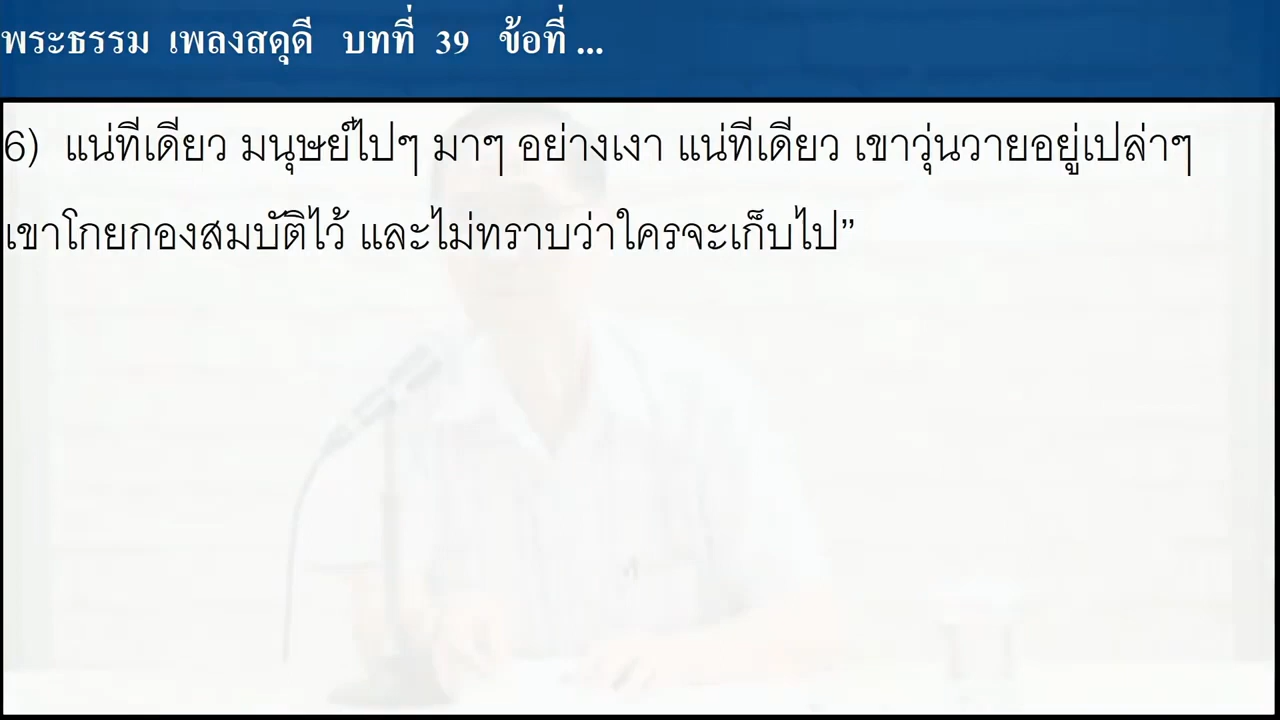 พระธรรม เพลงสดุดี บทที่ 39 ข้อที่ ...
6) แน่ทีเดียว มนุษย์ไปๆ มาๆ อย่างเงา แน่ทีเดียว เขาวุ่นวายอยู่เปล่าๆ
เขาโกยกองสมบัติไว้ และไม่ทราบว่าใครจะเก็บไป”